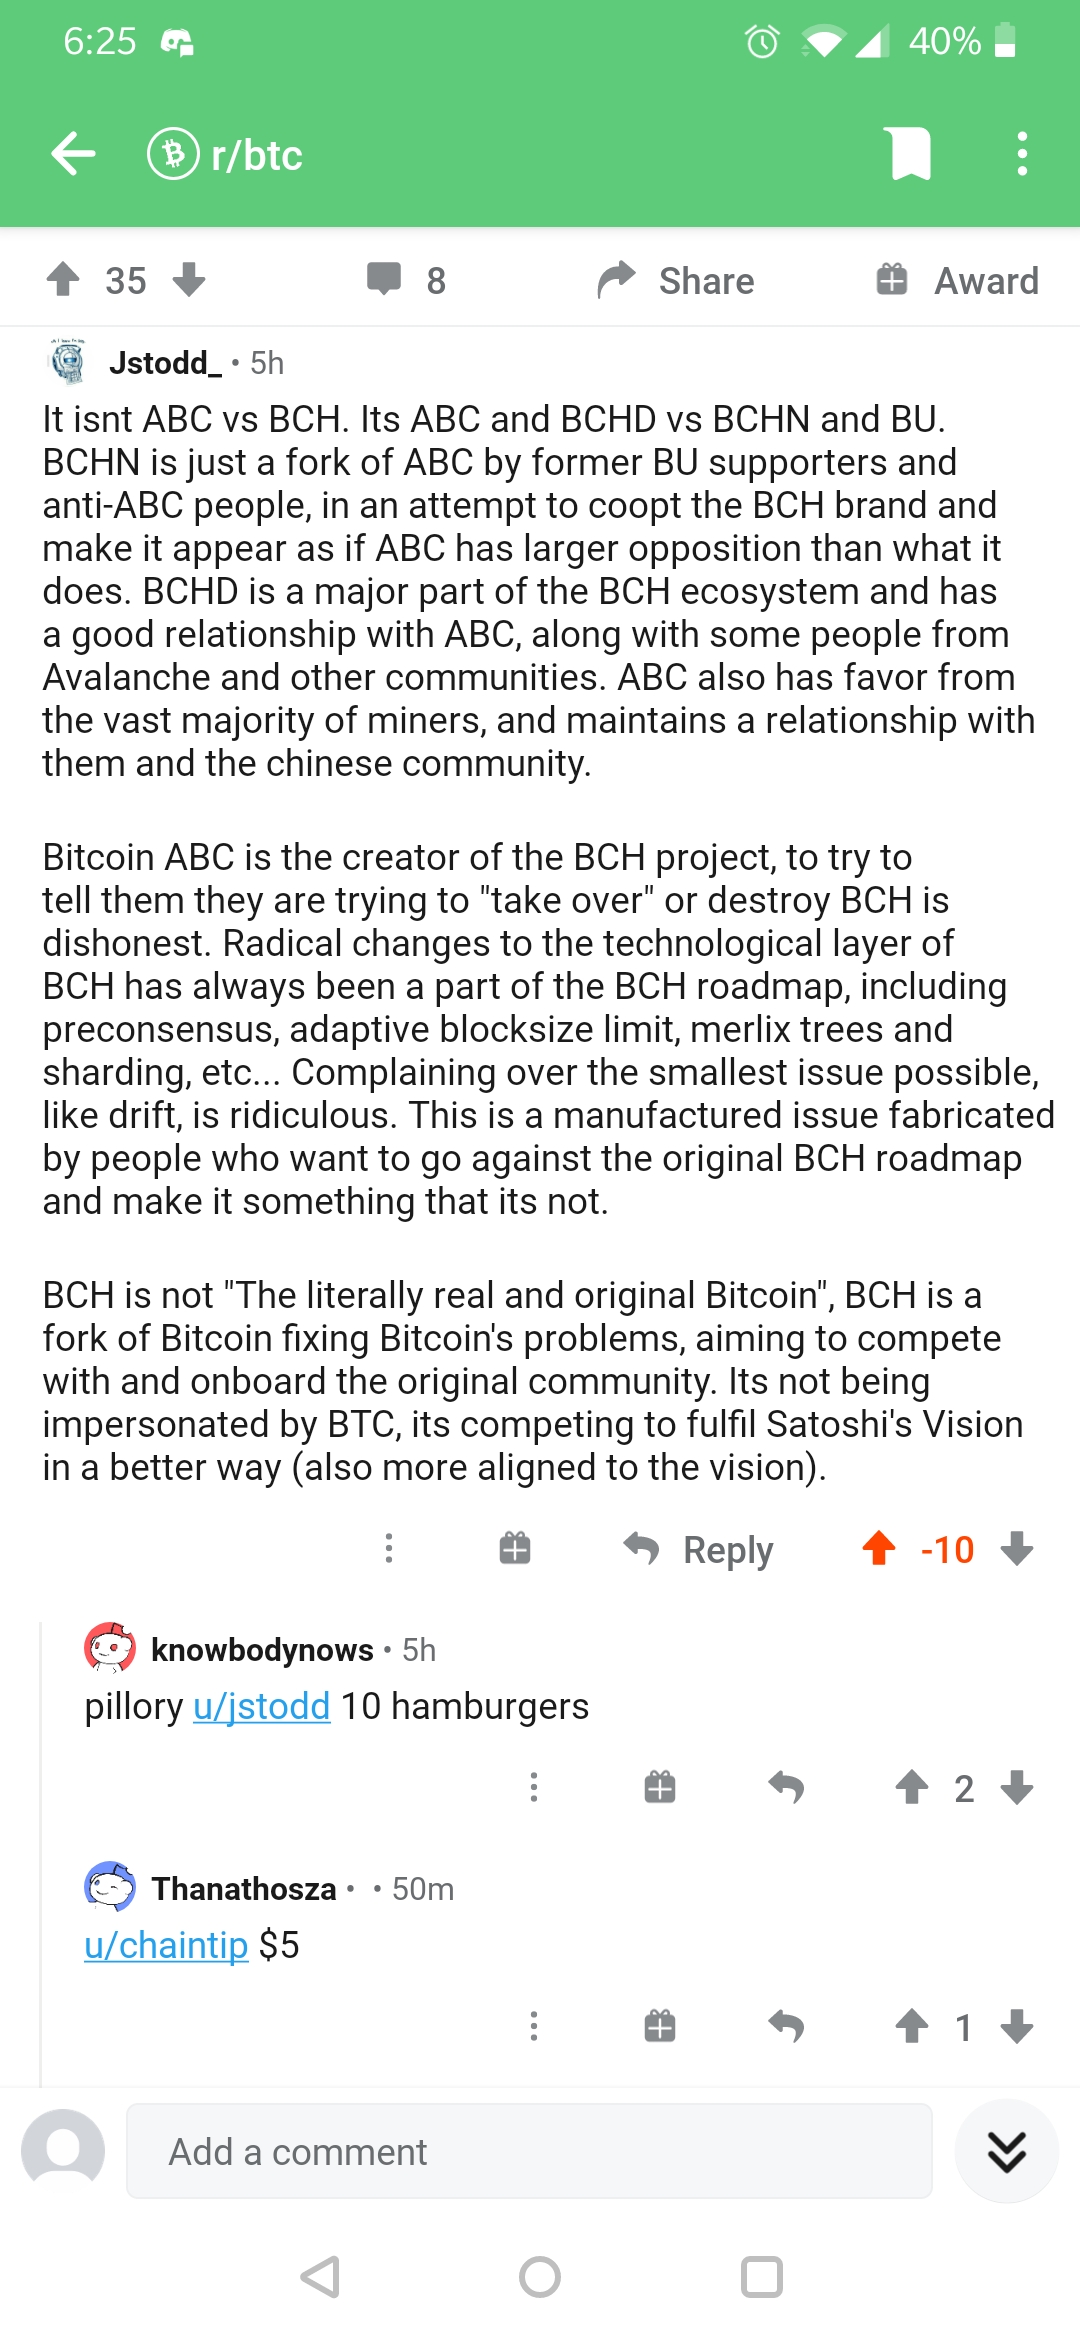 6:25 40%
r/btc
35 8 Share Award
Jstodd_ • 5h
It isnt ABC vs BCH. Its ABC and BCHD vs BCHN and BU.
BCHN is just a fork of ABC by former BU supporters and
anti-ABC people, in an attempt to coopt the BCH brand and
make it appear as if ABC has larger opposition than what it
does. BCHD is a major part of the BCH ecosystem and has
a good relationship with ABC, along with some people from
Avalanche and other communities. ABC also has favor from
the vast majority of miners, and maintains a relationship with
them and the chinese community.
Bitcoin ABC is the creator of the BCH project, to try to
tell them they are trying to "take over" or destroy BCH is
dishonest. Radical changes to the technological layer of
BCH has always been a part of the BCH roadmap, including
preconsensus, adaptive blocksize limit, merlix trees and
sharding, etc... Complaining over the smallest issue possible,
like drift, is ridiculous. This is a manufactured issue fabricated
by people who want to go against the original BCH roadmap
and make it something that its not.
BCH is not "The literally real and original Bitcoin", BCH is a
fork of Bitcoin fixing Bitcoin's problems, aiming to compete
with and onboard the original community. Its not being
impersonated by BTC, its competing to fulfil Satoshi's Vision
in a better way (also more aligned to the vision).
Reply -10
knowbodynows • 5h
pillory u/jstodd 10 hamburgers
2
Thanathosza • • 50m
u/chaintip $5
1
Add a comment